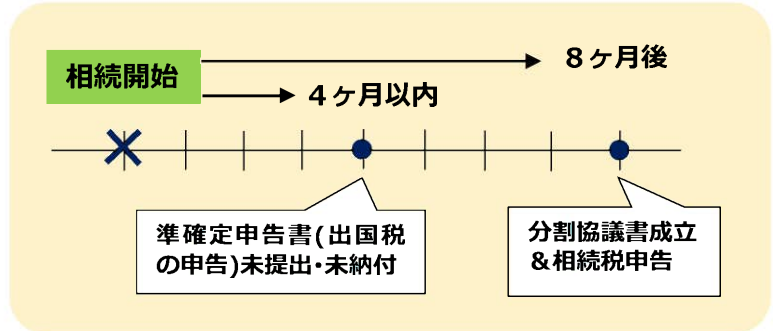 相続開始
8ヶ月後
4ヶ月以内
準確定申告書(出国税
の申告)未提出・未納付
分割協議書成立
&相続税申告